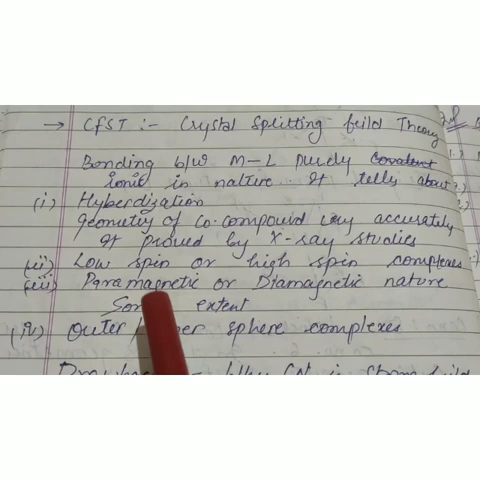 → CFST :- Crystal Splitting feild Theory
Bonding b/w M-L purely covalent
ionic in nature. It tells about
(i) Hyberdization
Geometry of Co. compound very accurately
It proved by X-ray studies
(ii) Low spin or high spin complexes
(iii) Paramagnetic or Diamagnetic nature
extent
(iv) Outer sphere complexes